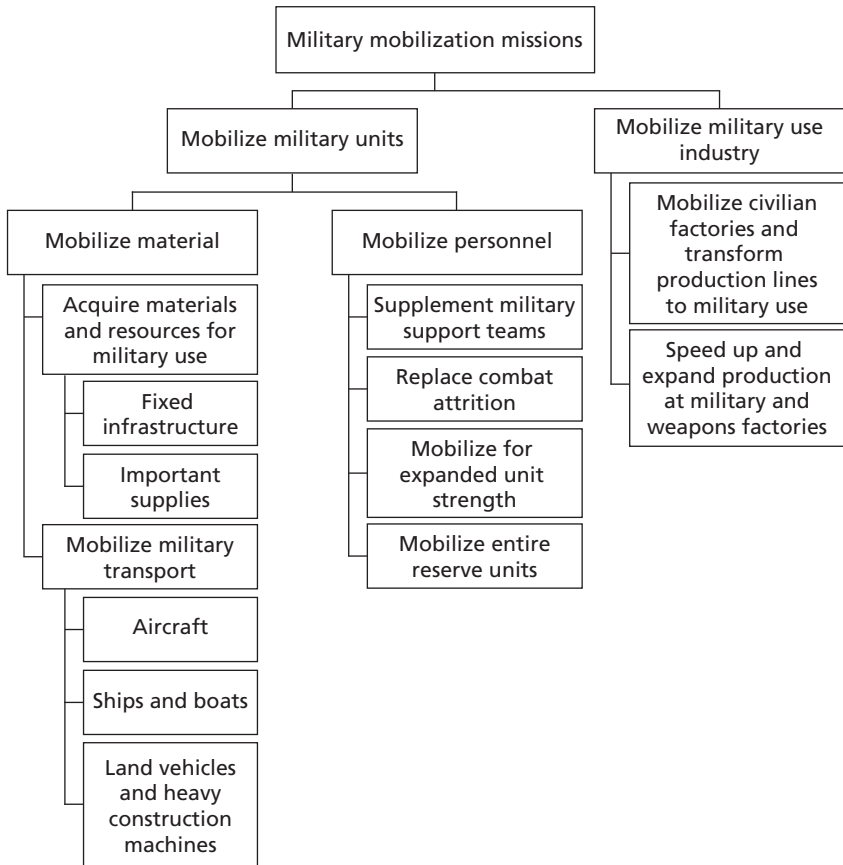 Military mobilization missions
Mobilize military units
Mobilize military use
industry
Mobilize material
Acquire materials
and resources for
military use
Fixed
infrastructure
Important
supplies
Mobilize military
transport
Aircraft
Ships and boats
Land vehicles
and heavy
construction
machines
Mobilize personnel
Supplement military
support teams
Replace combat
attrition
Mobilize for
expanded unit
strength
Mobilize entire
reserve units
Mobilize civilian
factories and
transform
production lines
to military use
Speed up and
expand production
at military and
weapons factories